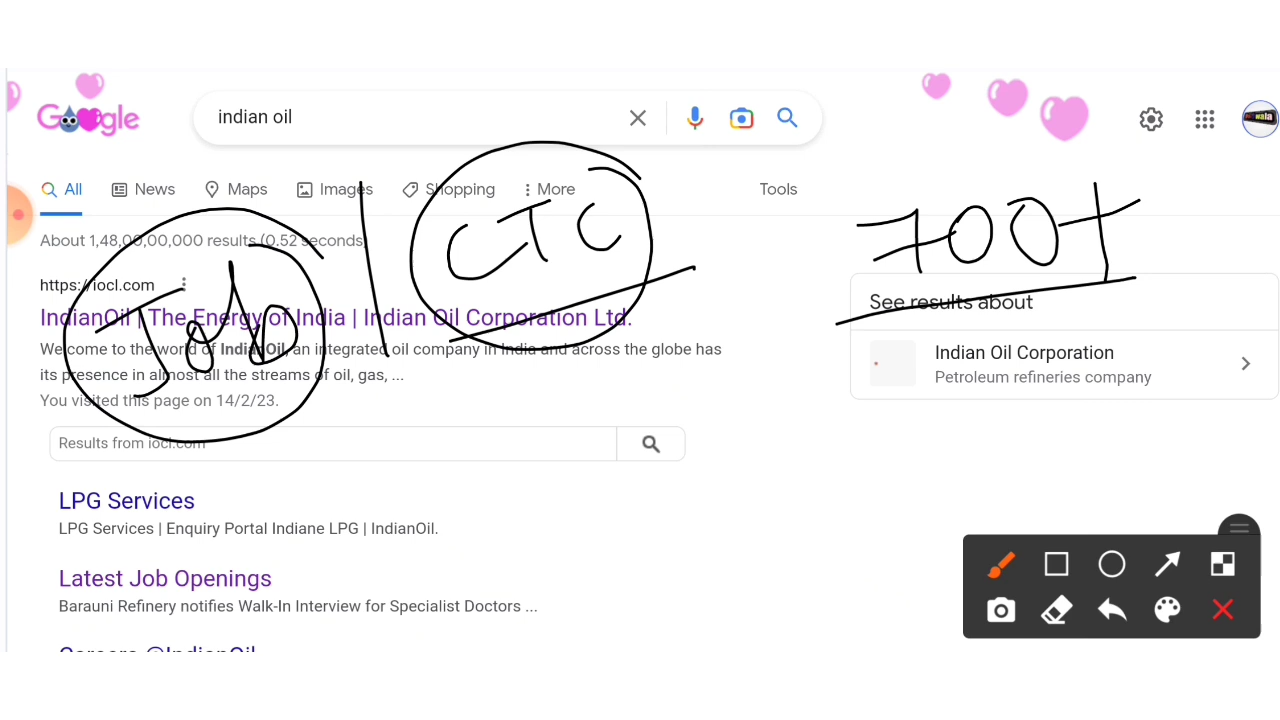 Google
indian oil
All News Maps Images Shopping More Tools
About 1,48,00,00,000 results (0.52 seconds)
CTC
700+
https://iocl.com
Job
IndianOil | The Energy of India | Indian Oil Corporation Ltd.
Welcome to the world of IndianOil, an integrated oil company in India and across the globe has
its presence in almost all the streams of oil, gas, ...
You visited this page on 14/2/23.
See results about
Indian Oil Corporation
Petroleum refineries company
Results from iocl.com
LPG Services
LPG Services | Enquiry Portal Indiane LPG | IndianOil.
Latest Job Openings
Barauni Refinery notifies Walk-In Interview for Specialist Doctors ...
Careers @IndianOil